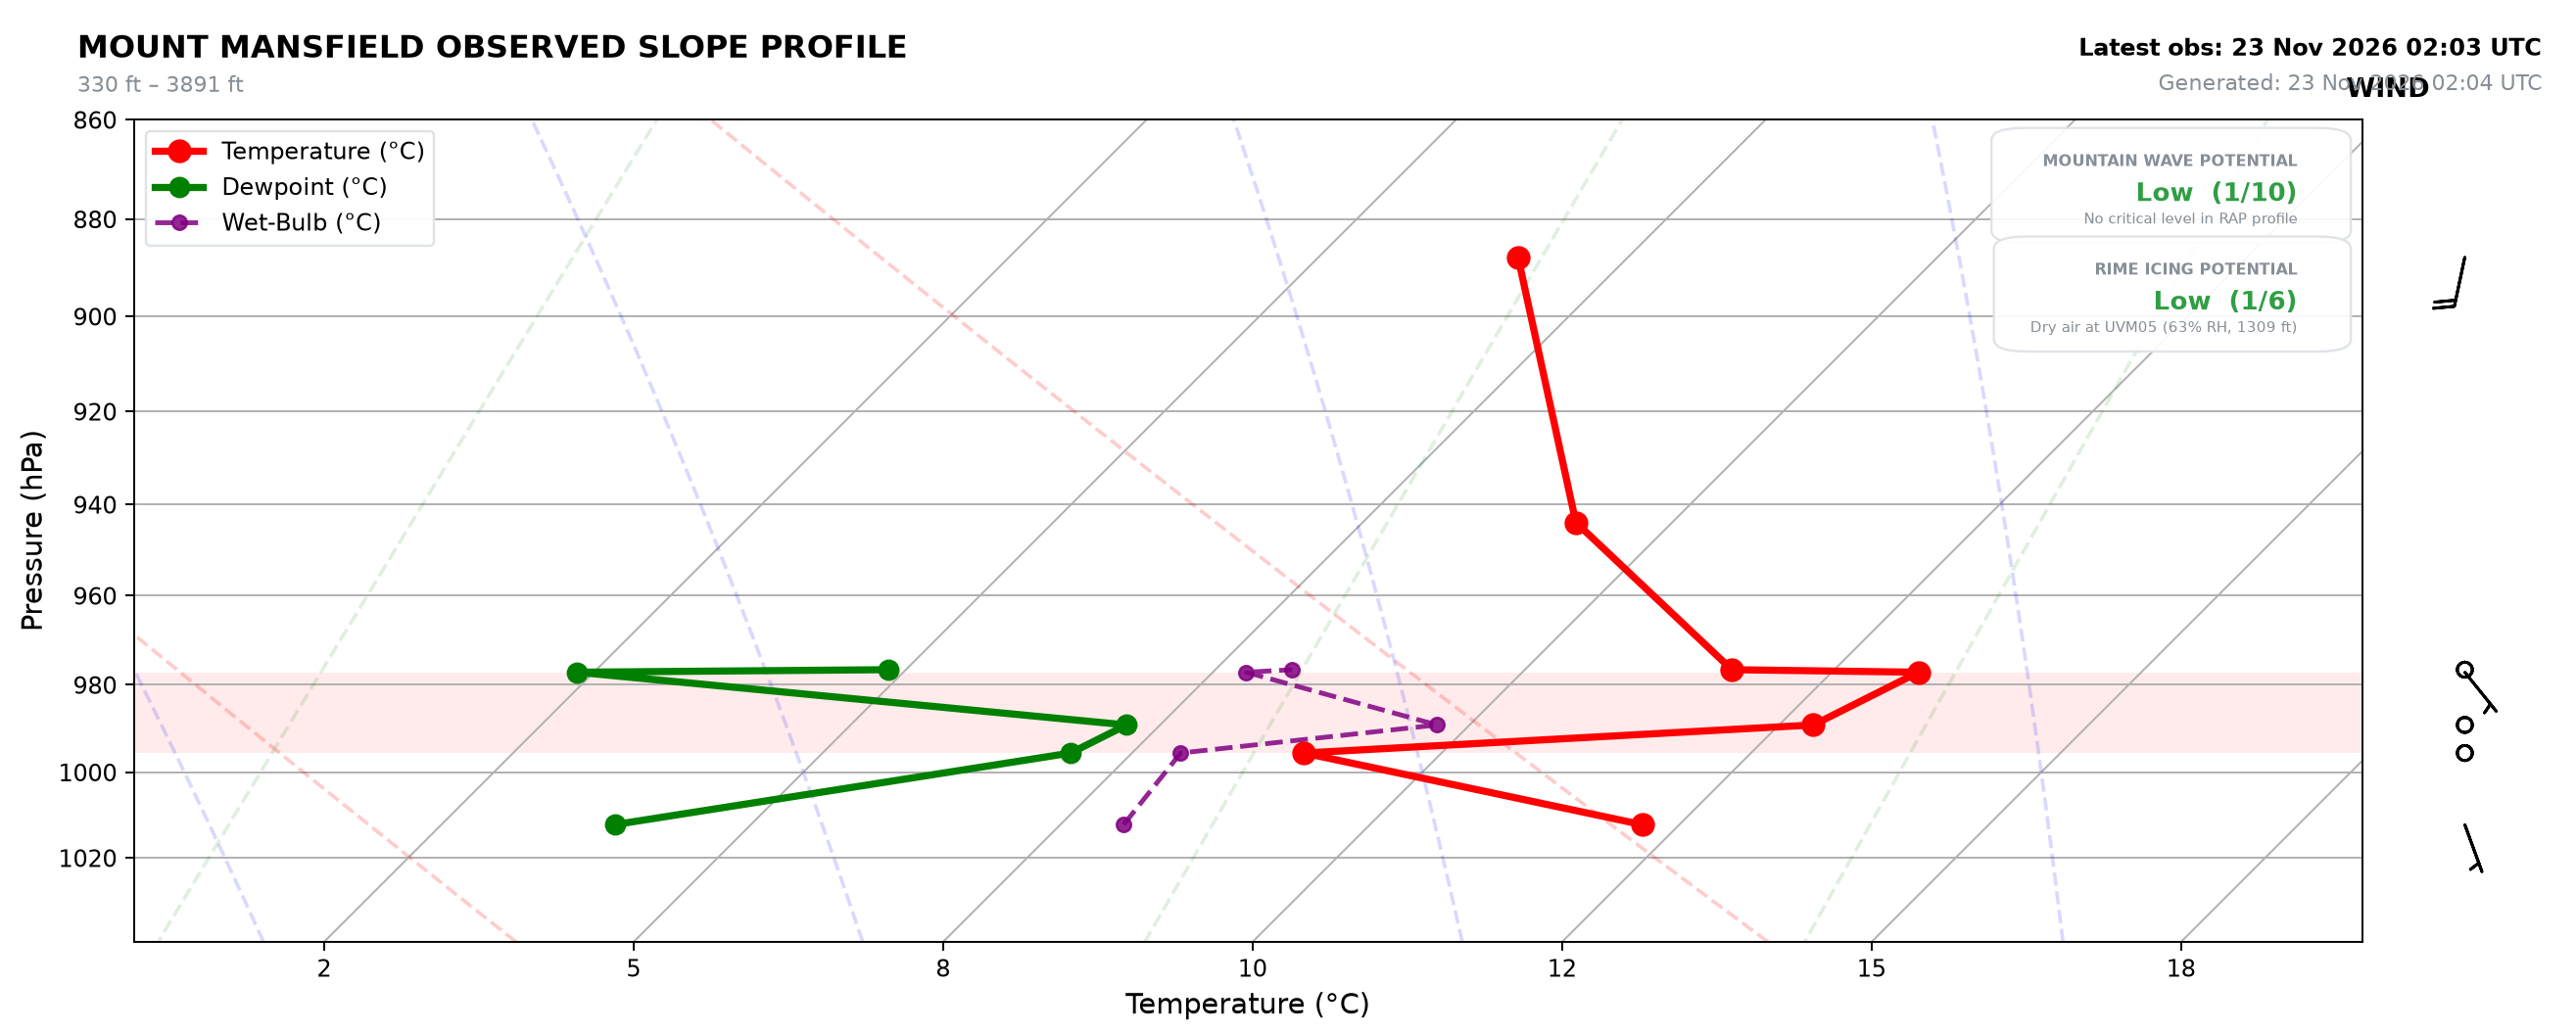 MOUNT MANSFIELD OBSERVED SLOPE PROFILE
330 ft – 3891 ft
Latest obs: 23 Nov 2026 02:03 UTC
Generated: 23 Nov 2026 02:04 UTC
WIND
Temperature (°C)
Dewpoint (°C)
Wet-Bulb (°C)
MOUNTAIN WAVE POTENTIAL
Low (1/10)
No critical level in RAP profile
RIME ICING POTENTIAL
Low (1/6)
Dry air at UVM05 (63% RH, 1309 ft)
Pressure (hPa)
860
880
900
920
940
960
980
1000
1020
2 5 8 10 12 15 18
Temperature (°C)